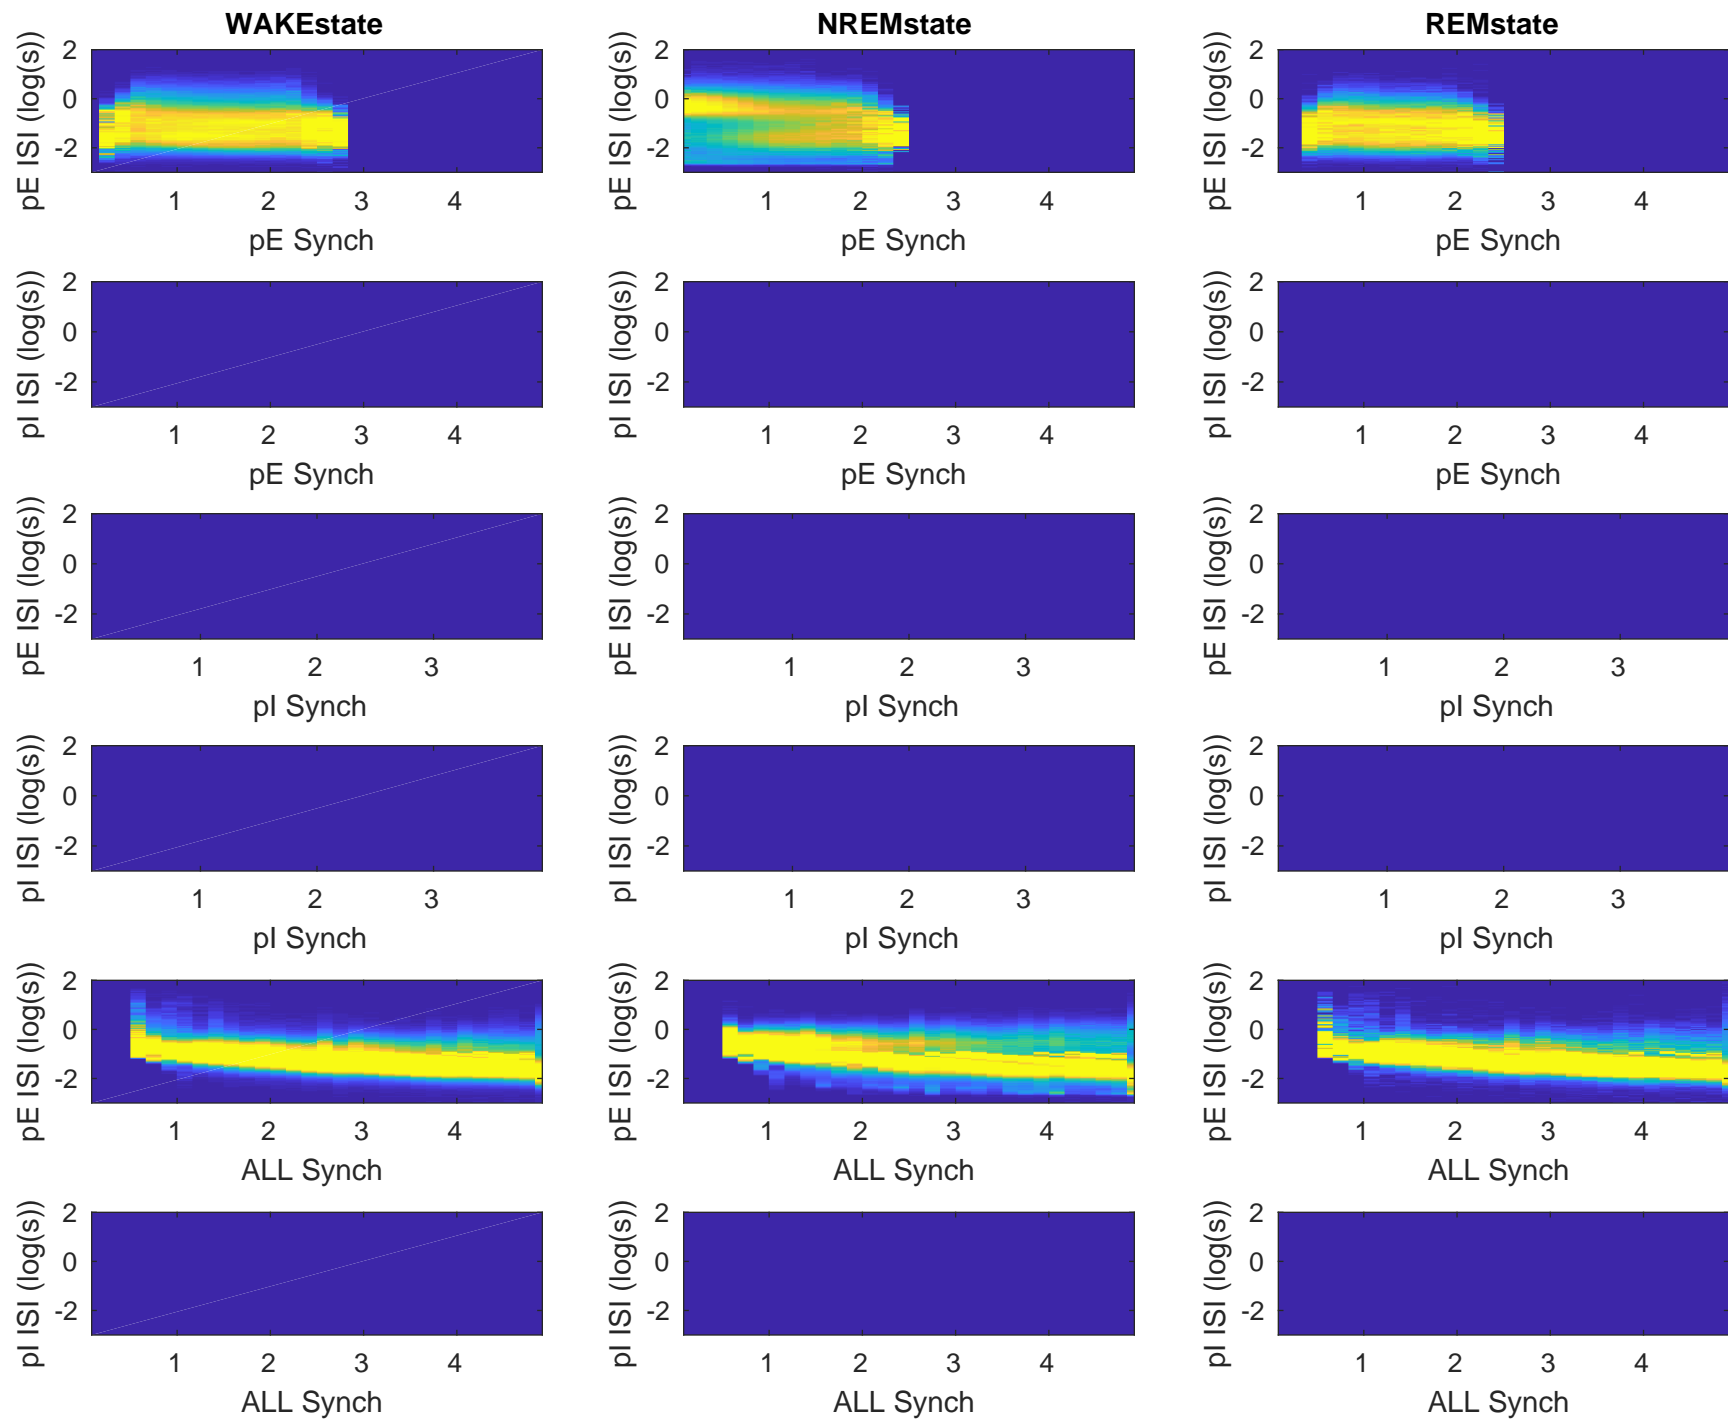 WAKEstate NREMstate REMstate
pE ISI (log(s)) 2 0 -2 pE ISI (log(s)) 2 0 -2 pE ISI (log(s)) 2 0 -2
1 2 3 4 1 2 3 4 1 2 3 4
pE Synch pE Synch pE Synch
pI ISI (log(s)) 2 0 -2 pI ISI (log(s)) 2 0 -2 pI ISI (log(s)) 2 0 -2
1 2 3 4 1 2 3 4 1 2 3 4
pE Synch pE Synch pE Synch
pE ISI (log(s)) 2 0 -2 pE ISI (log(s)) 2 0 -2 pE ISI (log(s)) 2 0 -2
1 2 3 1 2 3 1 2 3
pI Synch pI Synch pI Synch
pI ISI (log(s)) 2 0 -2 pI ISI (log(s)) 2 0 -2 pI ISI (log(s)) 2 0 -2
1 2 3 1 2 3 1 2 3
pI Synch pI Synch pI Synch
pE ISI (log(s)) 2 0 -2 pE ISI (log(s)) 2 0 -2 pE ISI (log(s)) 2 0 -2
1 2 3 4 1 2 3 4 1 2 3 4
ALL Synch ALL Synch ALL Synch
pI ISI (log(s)) 2 0 -2 pI ISI (log(s)) 2 0 -2 pI ISI (log(s)) 2 0 -2
1 2 3 4 1 2 3 4 1 2 3 4
ALL Synch ALL Synch ALL Synch